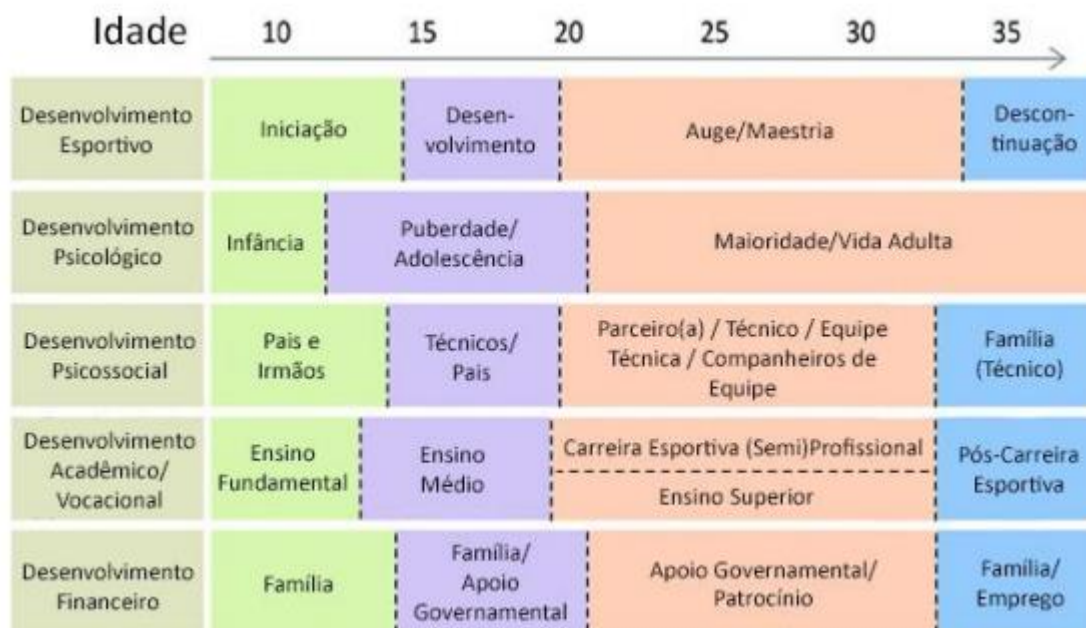 Idade 10 15 20 25 30 35
Desenvolvimento
Esportivo
Iniciação
Desen-
volvimento
Auge/Maestria
Descon-
tinuação
Desenvolvimento
Psicológico
Infância
Puberdade/
Adolescência
Maioridade/Vida Adulta
Desenvolvimento
Psicossocial
Pais e
Irmãos
Técnicos/
Pais
Parceiro(a) / Técnico / Equipe
Técnica / Companheiros de
Equipe
Família
(Técnico)
Desenvolvimento
Acadêmico/
Vocacional
Ensino
Fundamental
Ensino
Médio
Carreira Esportiva (Semi)Profissional
Ensino Superior
Pós-Carreira
Esportiva
Desenvolvimento
Financeiro
Família
Família/
Apoio
Governamental
Apoio Governamental/
Patrocínio
Família/
Emprego